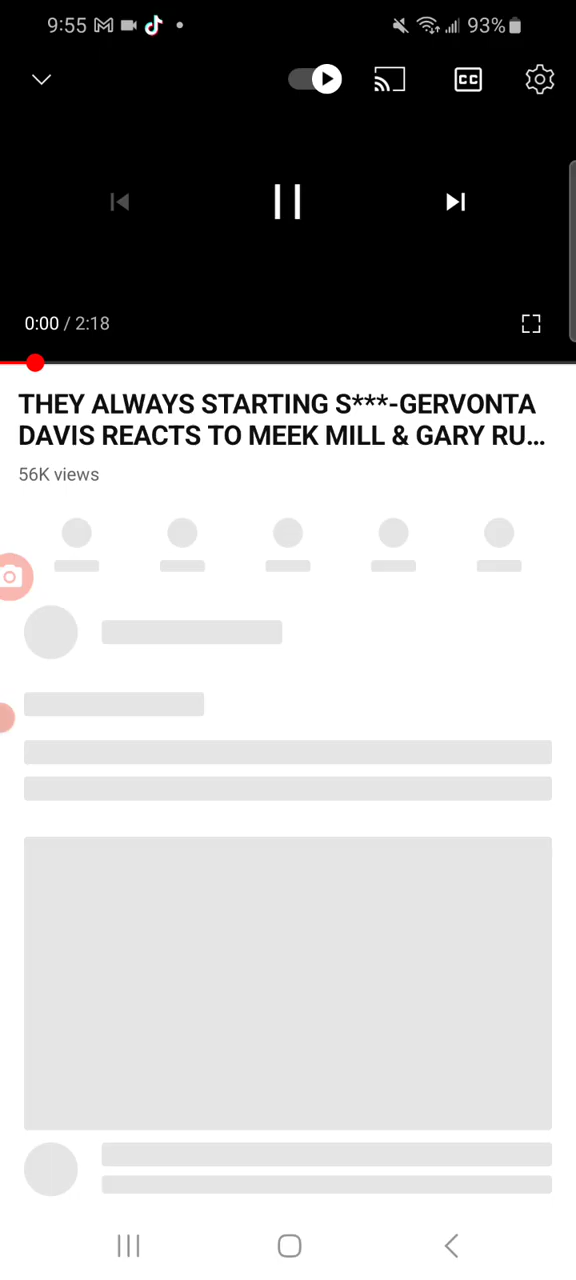 9:55
93%
CC
0:00 / 2:18
THEY ALWAYS STARTING S***-GERVONTA
DAVIS REACTS TO MEEK MILL & GARY RU...
56K views